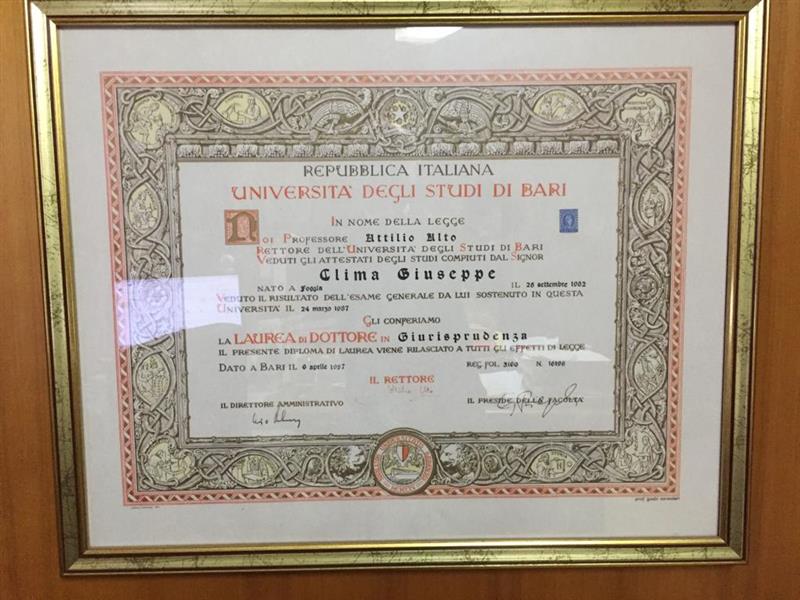 REPUBBLICA ITALIANA
UNIVERSITA' DEGLI STUDI DI BARI
IN NOME DELLA LEGGE
NOI PROFESSORE Attilio Alto
RETTORE DELL'UNIVERSITA' DEGLI STUDI DI BARI
VEDUTI GLI ATTESTATI DEGLI STUDI COMPIUTI DAL SIGNOR
Clima Giuseppe
NATO A Foggia IL 26 settembre 1962
VEDUTO IL RISULTATO DELL'ESAME GENERALE DA LUI SOSTENUTO IN QUESTA
UNIVERSITA' IL 24 marzo 1987
GLI CONFERIAMO
LA LAUREA DI DOTTORE IN Giurisprudenza
IL PRESENTE DIPLOMA DI LAUREA VIENE RILASCIATO A TUTTI GLI EFFETTI DI LEGGE
DATO A BARI IL 6 aprile 1987 REG. FOL. 3160 N.
IL RETTORE
IL DIRETTORE AMMINISTRATIVO IL PRESIDE DELLA FACOLTA'